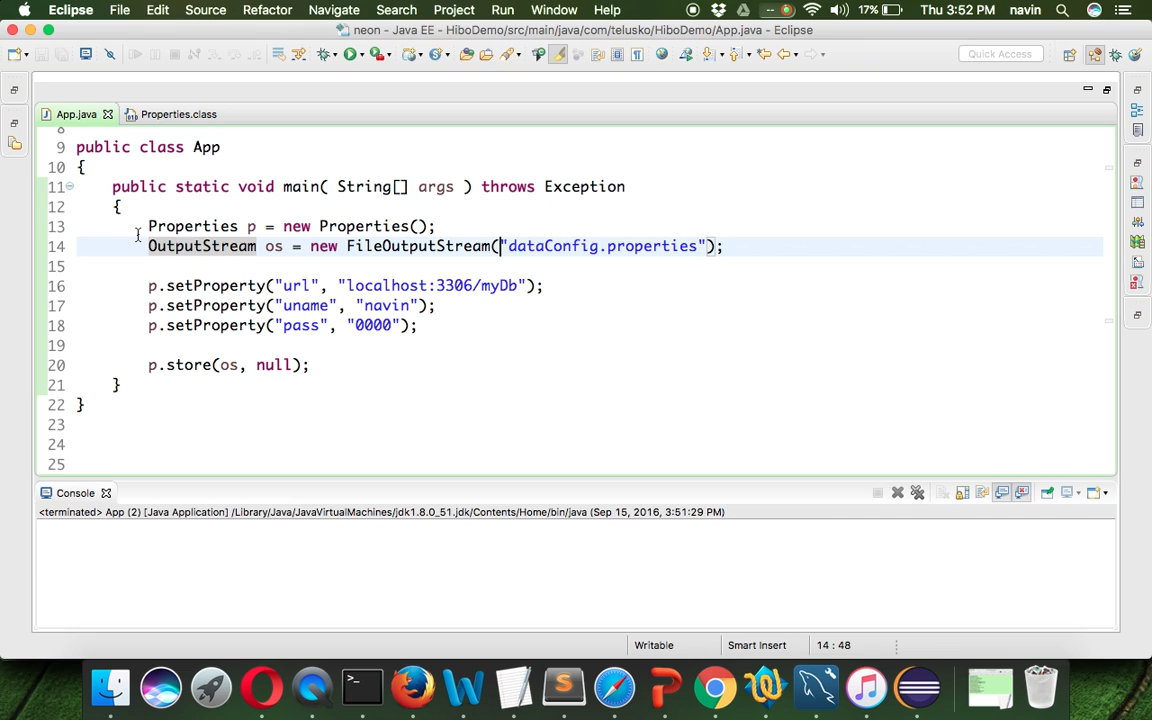 Eclipse File Edit Source Refactor Navigate Search Project Run Window Help 17% Thu 3:52 PM navin
neon - Java EE - HiboDemo/src/main/java/com/telusko/HiboDemo/App.java - Eclipse
Quick Access
App.java Properties.class
8
9 public class App
10 {
11 public static void main( String[] args ) throws Exception
12 {
13 Properties p = new Properties();
14 OutputStream os = new FileOutputStream("dataConfig.properties");
15
16 p.setProperty("url", "localhost:3306/myDb");
17 p.setProperty("uname", "navin");
18 p.setProperty("pass", "0000");
19
20 p.store(os, null);
21 }
22 }
23
24
25
Console
<terminated> App (2) [Java Application] /Library/Java/JavaVirtualMachines/jdk1.8.0_51.jdk/Contents/Home/bin/java (Sep 15, 2016, 3:51:29 PM)
Writable Smart Insert 14 : 48